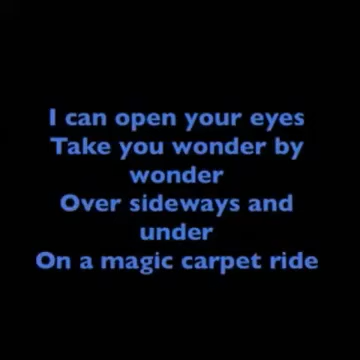 I can open your eyes
Take you wonder by
wonder
Over sideways and
under
On a magic carpet ride